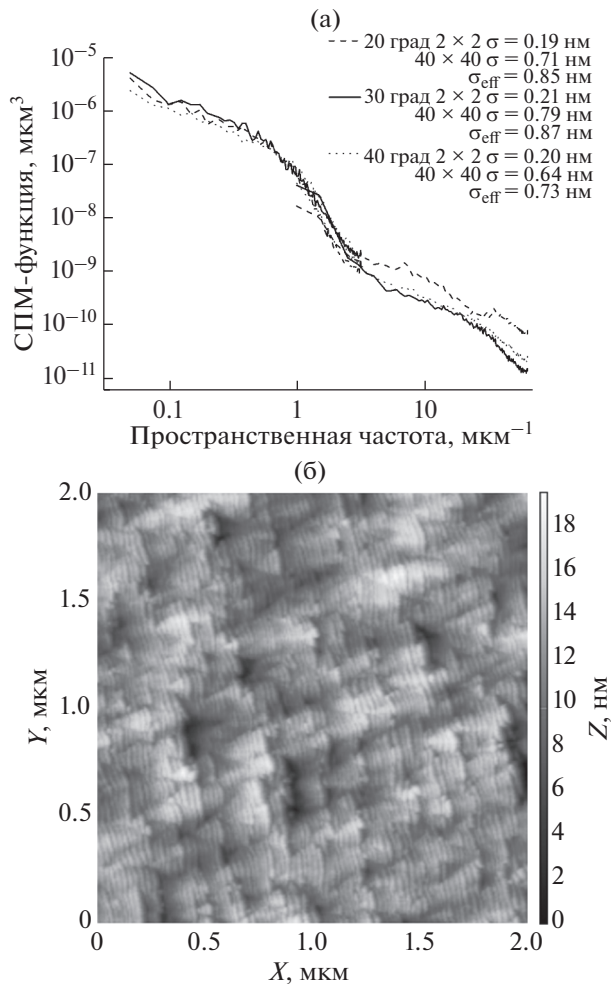 (а)
20 град 2 × 2 σ = 0.19 нм
40 × 40 σ = 0.71 нм
σeff = 0.85 нм
30 град 2 × 2 σ = 0.21 нм
40 × 40 σ = 0.79 нм
σeff = 0.87 нм
40 град 2 × 2 σ = 0.20 нм
40 × 40 σ = 0.64 нм
σeff = 0.73 нм
СПМ-функция, мкм³
10⁻⁵
10⁻⁶
10⁻⁷
10⁻⁸
10⁻⁹
10⁻¹⁰
10⁻¹¹
0.1 1 10
Пространственная частота, мкм⁻¹
(б)
Y, мкм
2.0
1.5
1.0
0.5
0
0 0.5 1.0 1.5 2.0
X, мкм
18
16
14
12
10
8
6
4
2
0
Z, нм